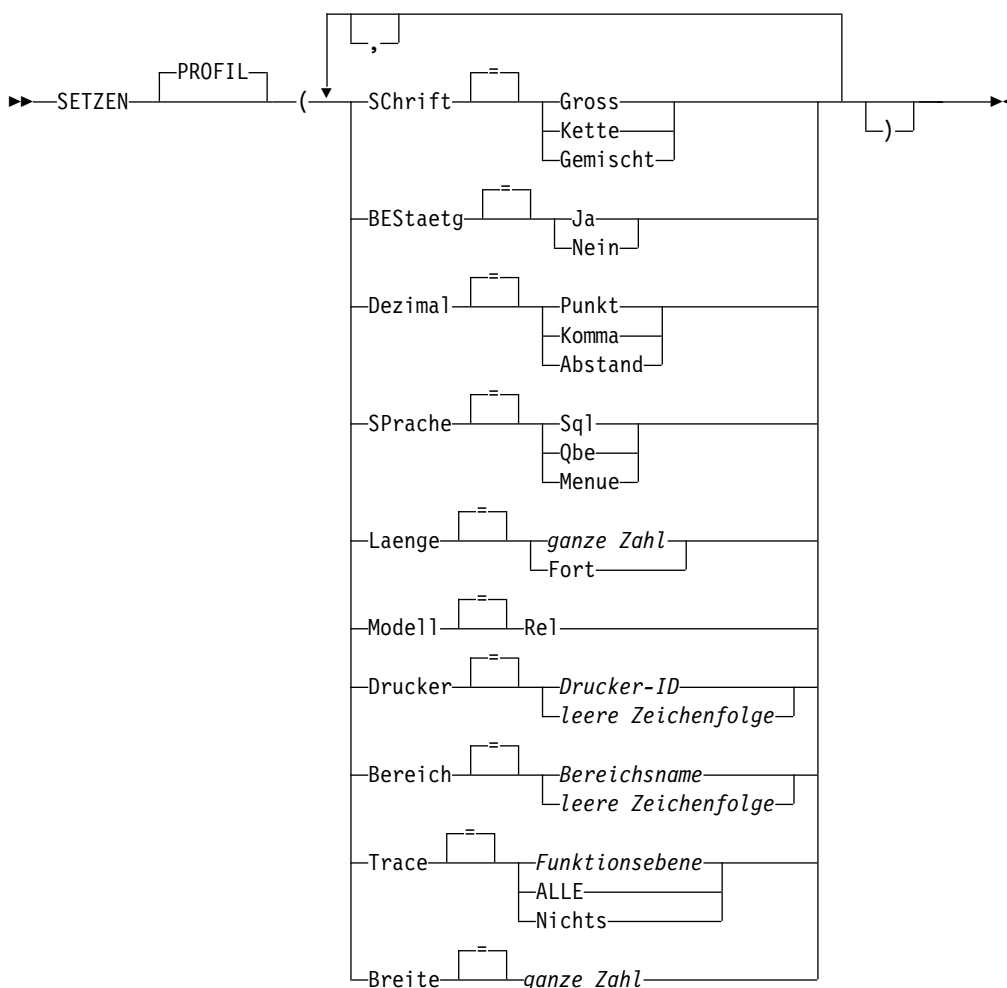 ,
PROFIL
SETZEN ( SChrift = Gross )
Kette
Gemischt
BEStaetg = Ja
Nein
Dezimal = Punkt
Komma
Abstand
SPrache = Sql
Qbe
Menue
Laenge = ganze Zahl
Fort
Modell = Rel
Drucker = Drucker-ID
leere Zeichenfolge
Bereich = Bereichsname
leere Zeichenfolge
Trace = Funktionsebene
ALLE
Nichts
Breite = ganze Zahl